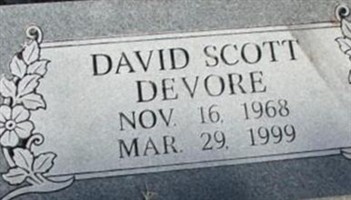 DAVID SCOTT
DEVORE
NOV. 16, 1968
MAR. 29, 1999